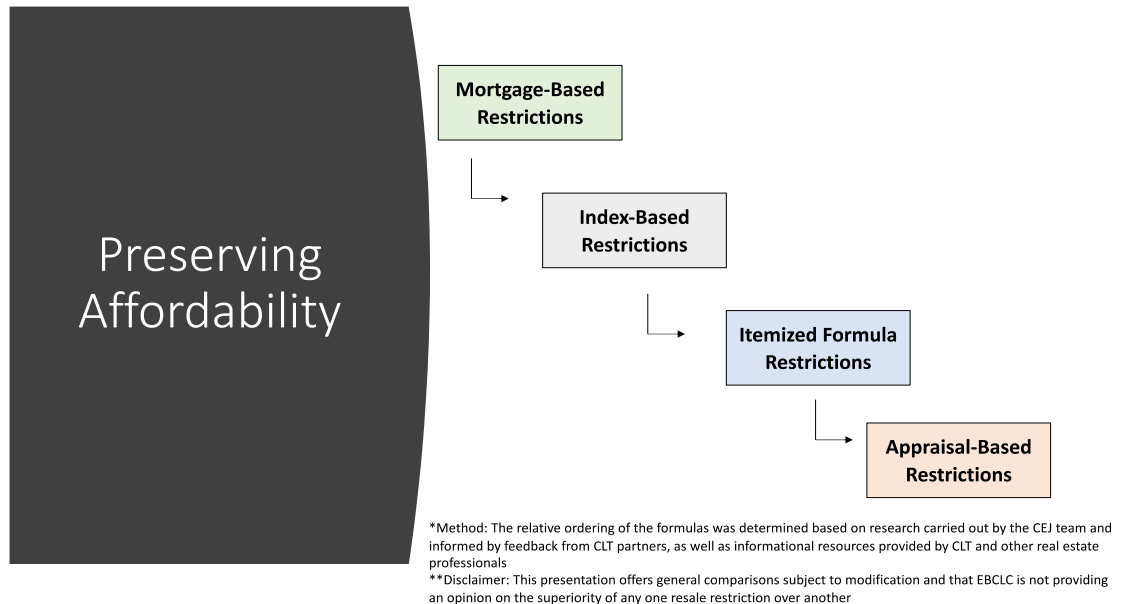 Preserving
Affordability
Mortgage-Based
Restrictions
Index-Based
Restrictions
Itemized Formula
Restrictions
Appraisal-Based
Restrictions
*Method: The relative ordering of the formulas was determined based on research carried out by the CEJ team and
informed by feedback from CLT partners, as well as informational resources provided by CLT and other real estate
professionals
**Disclaimer: This presentation offers general comparisons subject to modification and that EBCLC is not providing
an opinion on the superiority of any one resale restriction over another